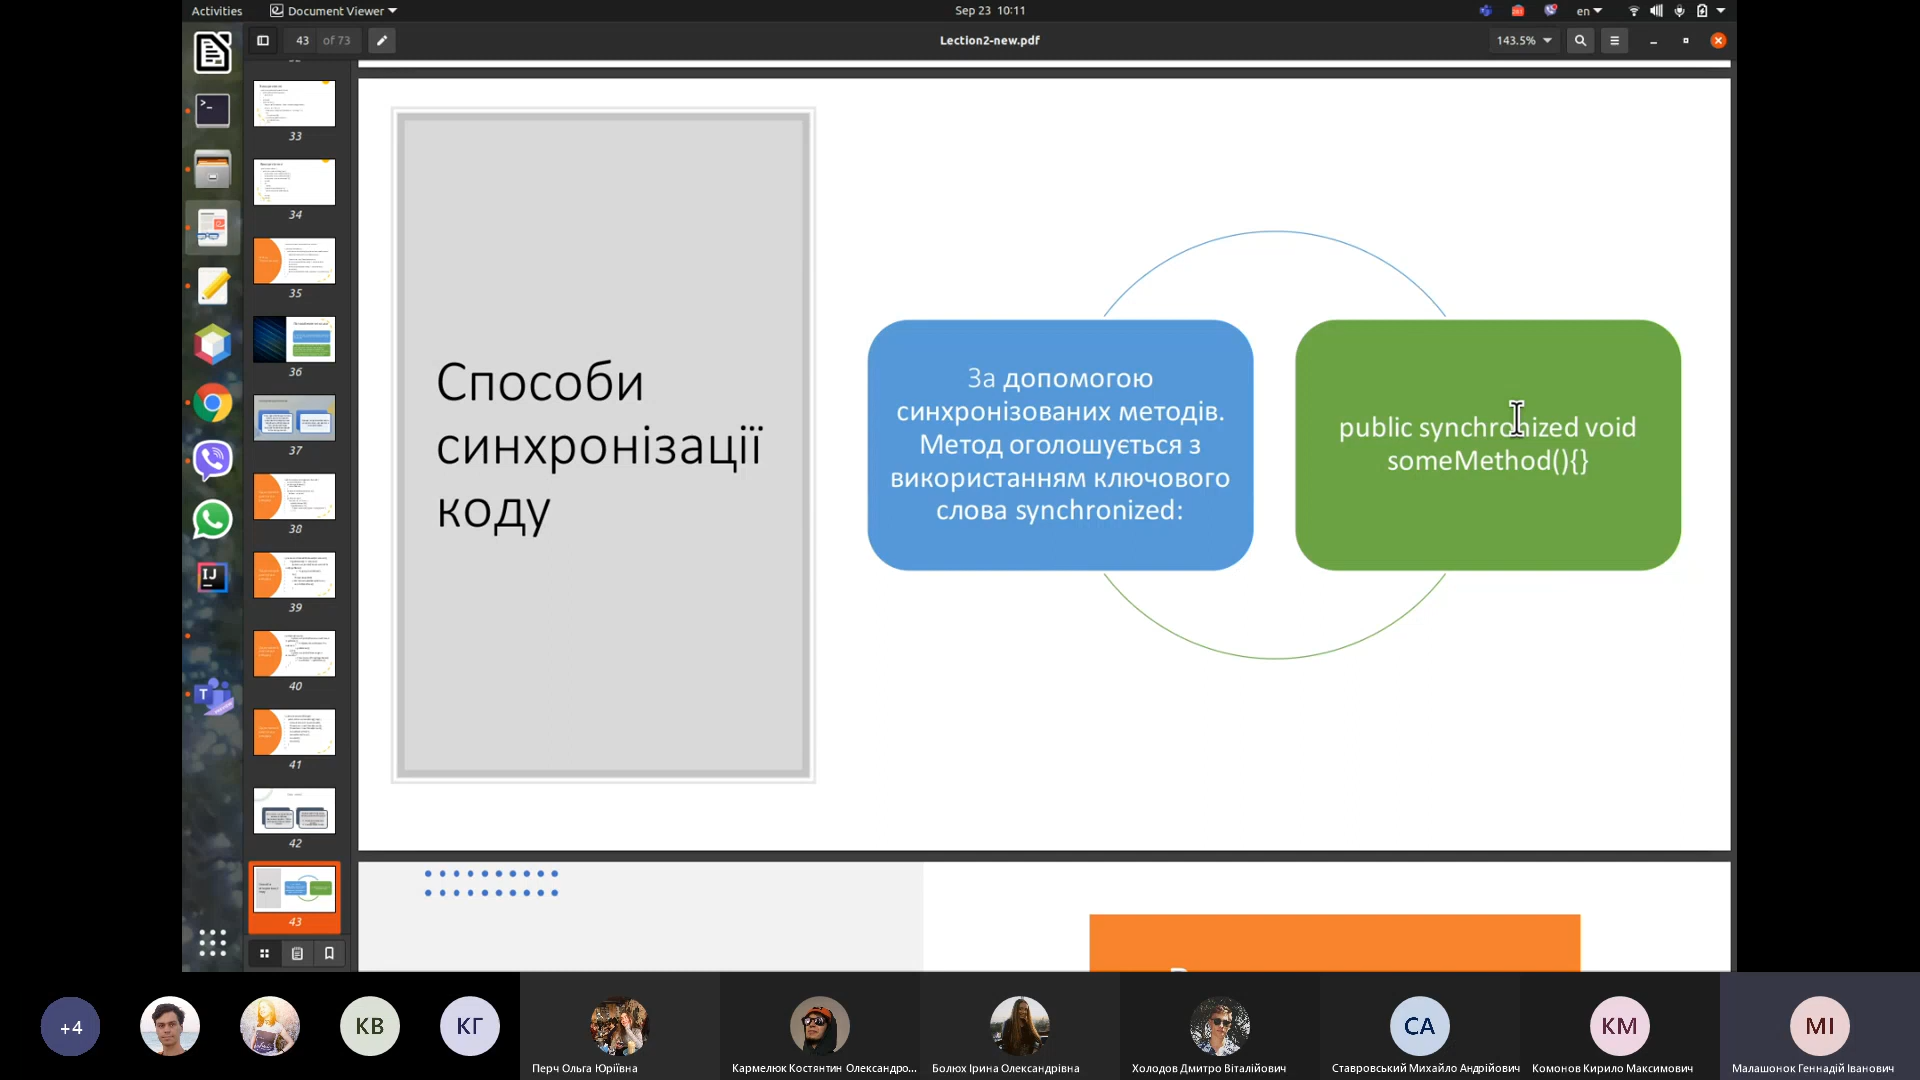 Activities
Document Viewer
Sep 23 10:11
en
43 of 73
Lection2-new.pdf
143.5%
33
34
35
36
37
38
39
40
41
42
43
Способи
синхронізації
коду
За допомогою
синхронізованих методів.
Метод оголошується з
використанням ключового
слова synchronized:
public synchronized void
someMethod(){}
+4
КВ
КГ
СА
КМ
МІ
Перч Ольга Юріївна
Кармелюк Костянтин Олександро...
Болюх Ірина Олександрівна
Холодов Дмитро Віталійович
Ставровський Михайло Андрійович
Комонов Кирило Максимович
Малашонок Геннадій Іванович